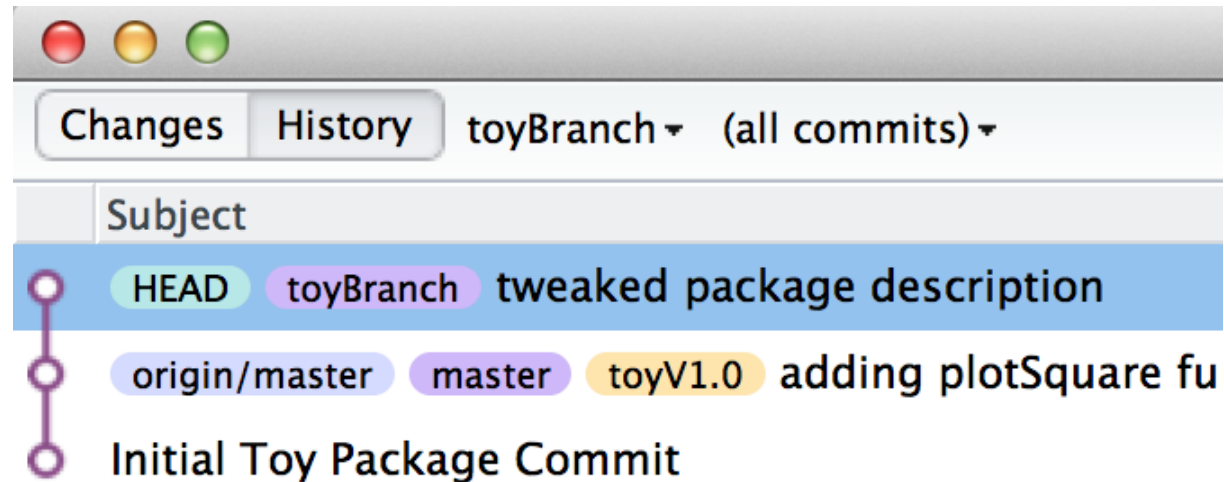 Changes History toyBranch (all commits)
Subject
HEAD toyBranch tweaked package description
origin/master master toyV1.0 adding plotSquare fu
Initial Toy Package Commit